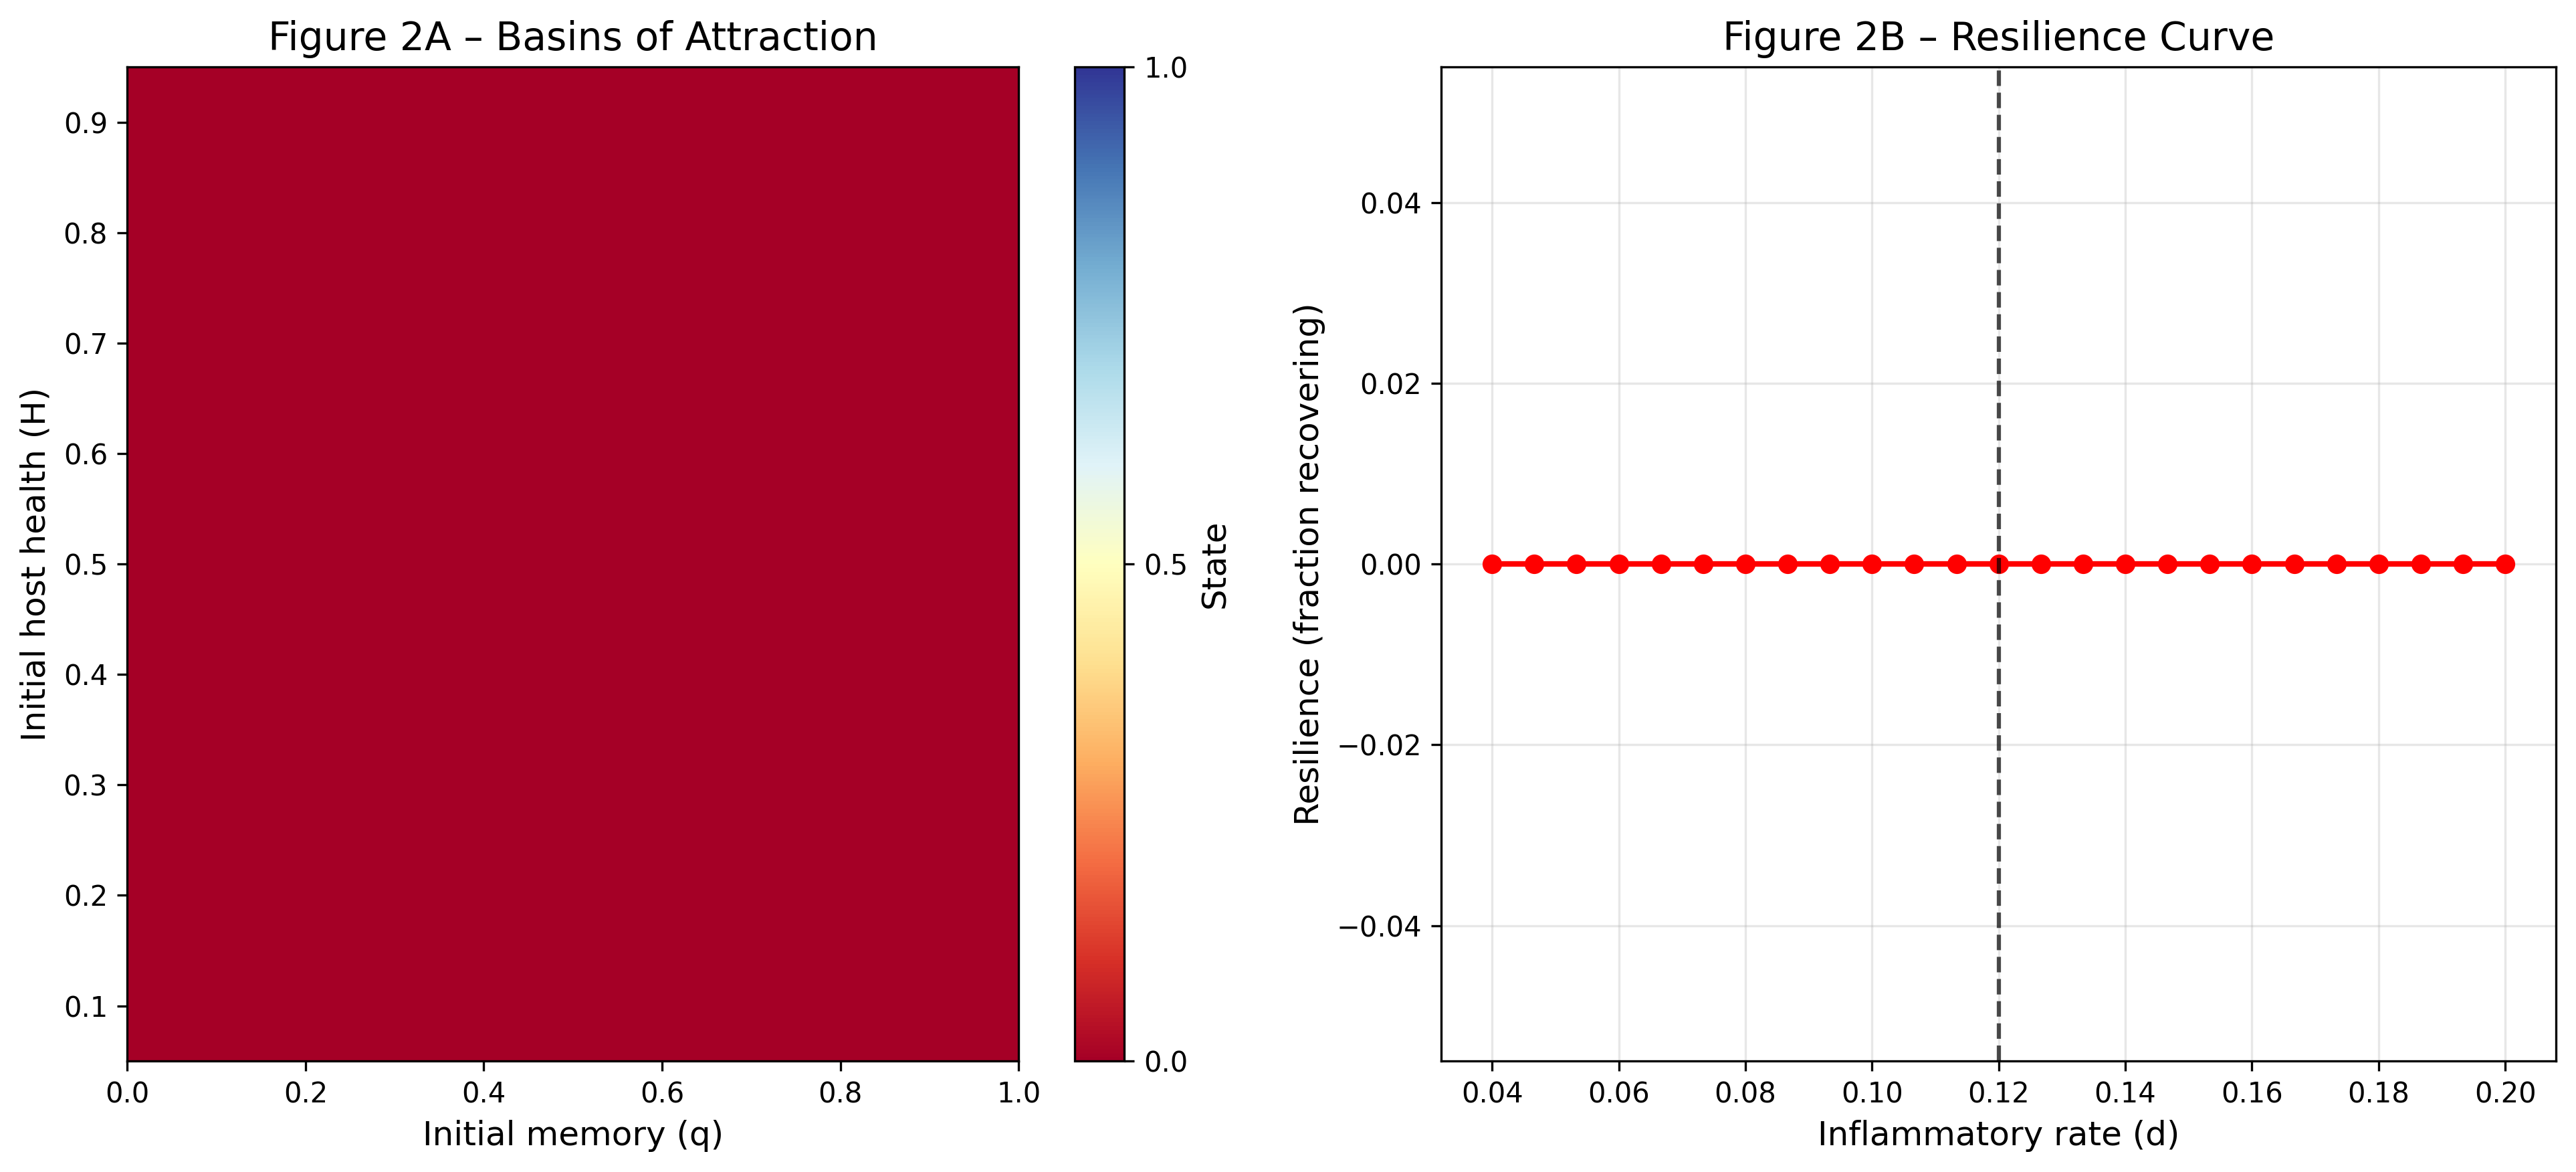 Figure 2A – Basins of Attraction
Initial host health (H)
0.9
0.8
0.7
0.6
0.5
0.4
0.3
0.2
0.1
0.0 0.2 0.4 0.6 0.8 1.0
Initial memory (q)
1.0
0.5
0.0
State
Figure 2B – Resilience Curve
Resilience (fraction recovering)
0.04
0.02
0.00
−0.02
−0.04
0.04 0.06 0.08 0.10 0.12 0.14 0.16 0.18 0.20
Inflammatory rate (d)